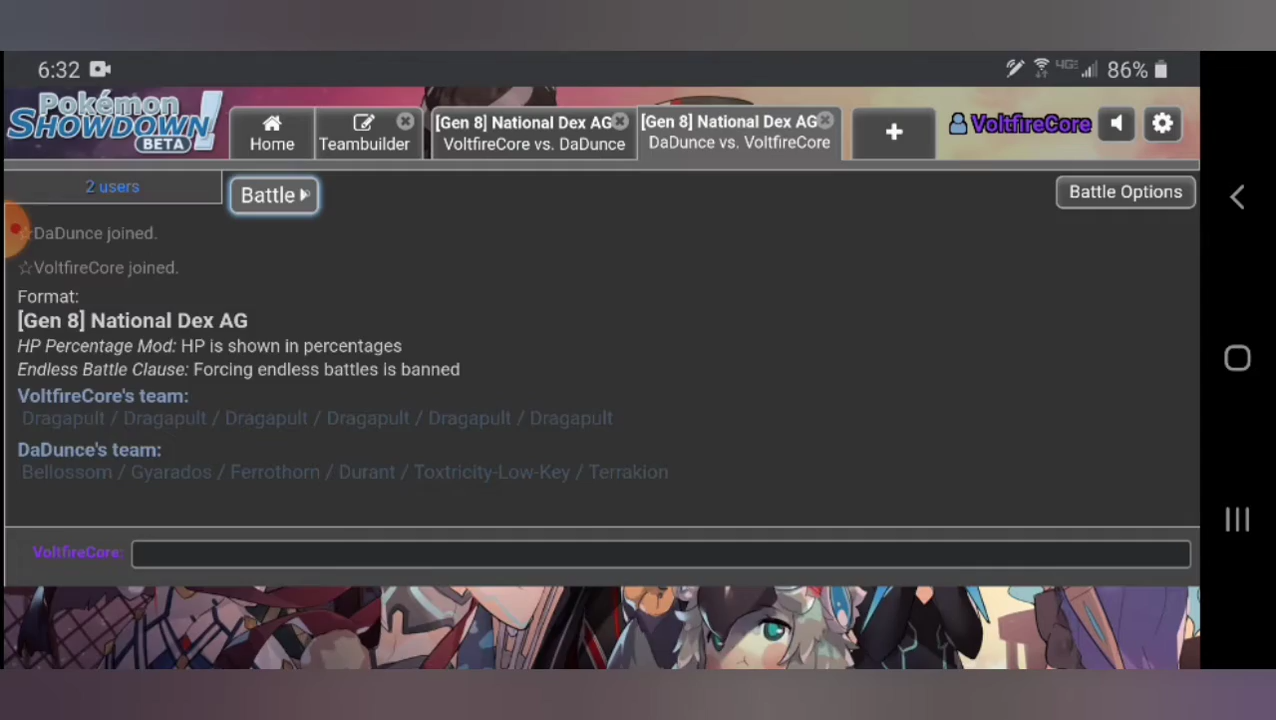 6:32
4GE 86%
Pokémon
SHOWDOWN!
BETA
Home
Teambuilder
[Gen 8] National Dex AG
VoltfireCore vs. DaDunce
[Gen 8] National Dex AG
DaDunce vs. VoltfireCore
+
VoltfireCore
2 users
Battle
Battle Options
☆DaDunce joined.
☆VoltfireCore joined.
Format:
[Gen 8] National Dex AG
HP Percentage Mod: HP is shown in percentages
Endless Battle Clause: Forcing endless battles is banned
VoltfireCore's team:
Dragapult / Dragapult / Dragapult / Dragapult / Dragapult / Dragapult
DaDunce's team:
Bellossom / Gyarados / Ferrothorn / Durant / Toxtricity-Low-Key / Terrakion
VoltfireCore: